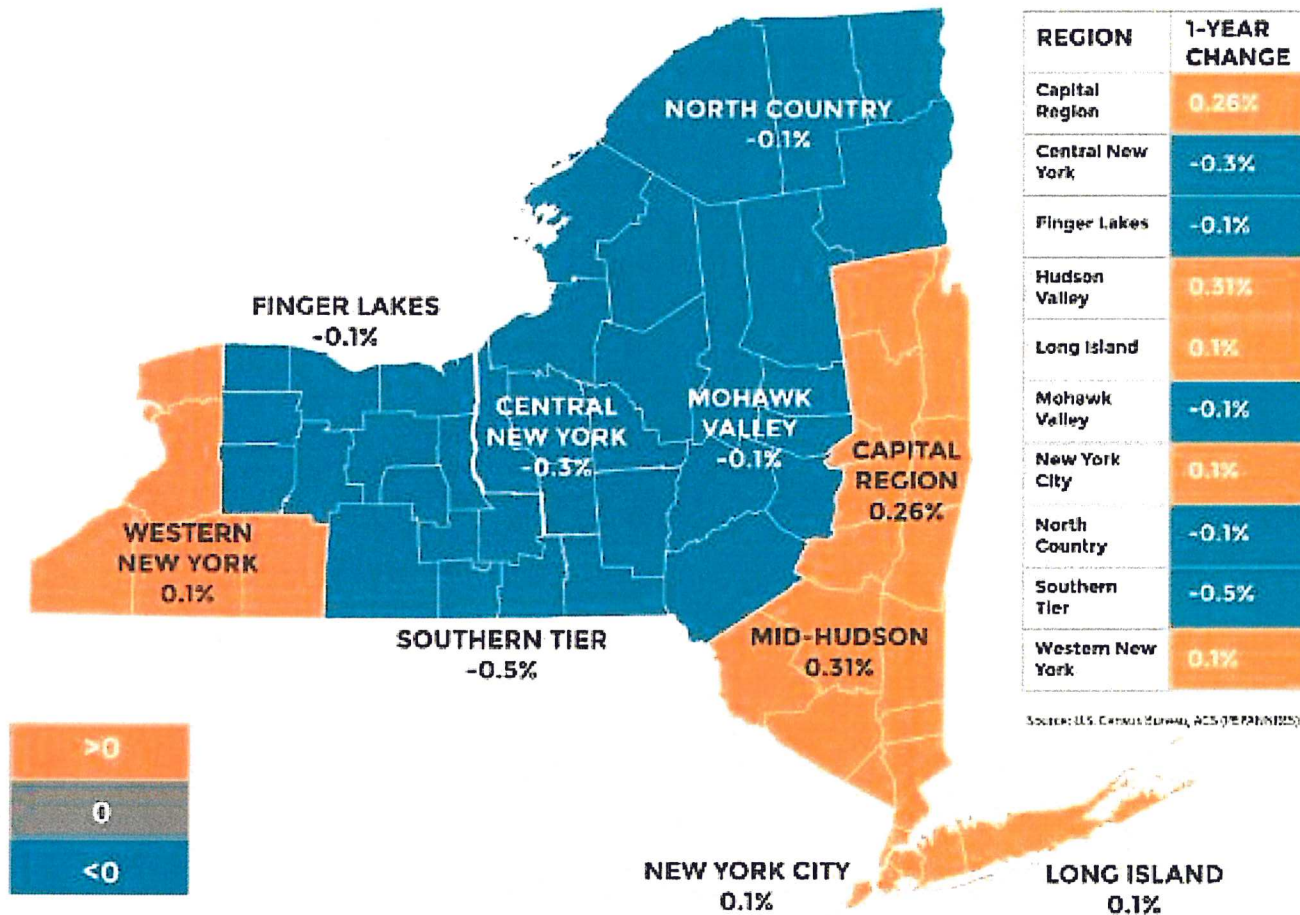 NORTH COUNTRY
-0.1%
FINGER LAKES
-0.1%
CENTRAL
NEW YORK
-0.3%
MOHAWK
VALLEY
-0.1%
CAPITAL
REGION
0.26%
WESTERN
NEW YORK
0.1%
SOUTHERN TIER
-0.5%
MID-HUDSON
0.31%
NEW YORK CITY
0.1%
LONG ISLAND
0.1%
>0
0
<0
REGION
1-YEAR
CHANGE
Capital
Region
0.26%
Central New
York
-0.3%
Finger Lakes
-0.1%
Hudson
Valley
0.31%
Long Island
0.1%
Mohawk
Valley
-0.1%
New York
City
0.1%
North
Country
-0.1%
Southern
Tier
-0.5%
Western New
York
0.1%
Source: U.S. Census Bureau, ACS